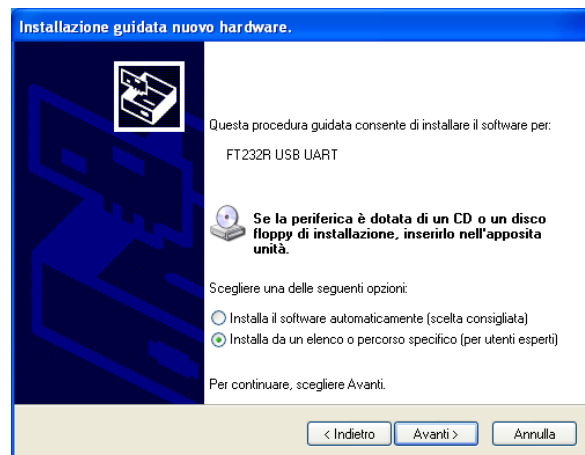 Installazione guidata nuovo hardware.
Questa procedura guidata consente di installare il software per:
FT232R USB UART
Se la periferica è dotata di un CD o un disco
floppy di installazione, inserirlo nell'apposita
unità.
Scegliere una delle seguenti opzioni:
Installa il software automaticamente (scelta consigliata)
Installa da un elenco o percorso specifico (per utenti esperti)
Per continuare, scegliere Avanti.
< Indietro Avanti > Annulla